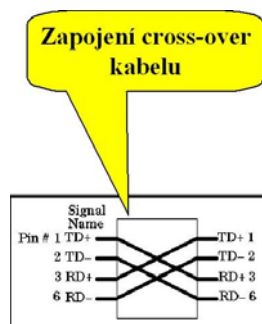 Zapojení cross-over
kabelu
Signal
Name
Pin # 1 TD+ TD+ 1
2 TD- TD- 2
3 RD+ RD+ 3
6 RD- RD- 6